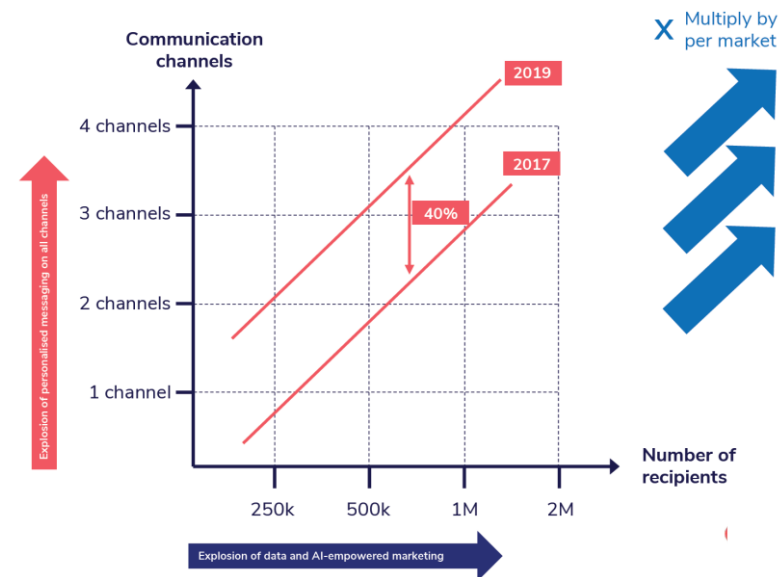 Communication
channels
X Multiply by
per market
2019
4 channels
2017
3 channels
40%
2 channels
1 channel
Explosion of personalised messaging on all channels
Number of
recipients
250k 500k 1M 2M
Explosion of data and AI-empowered marketing